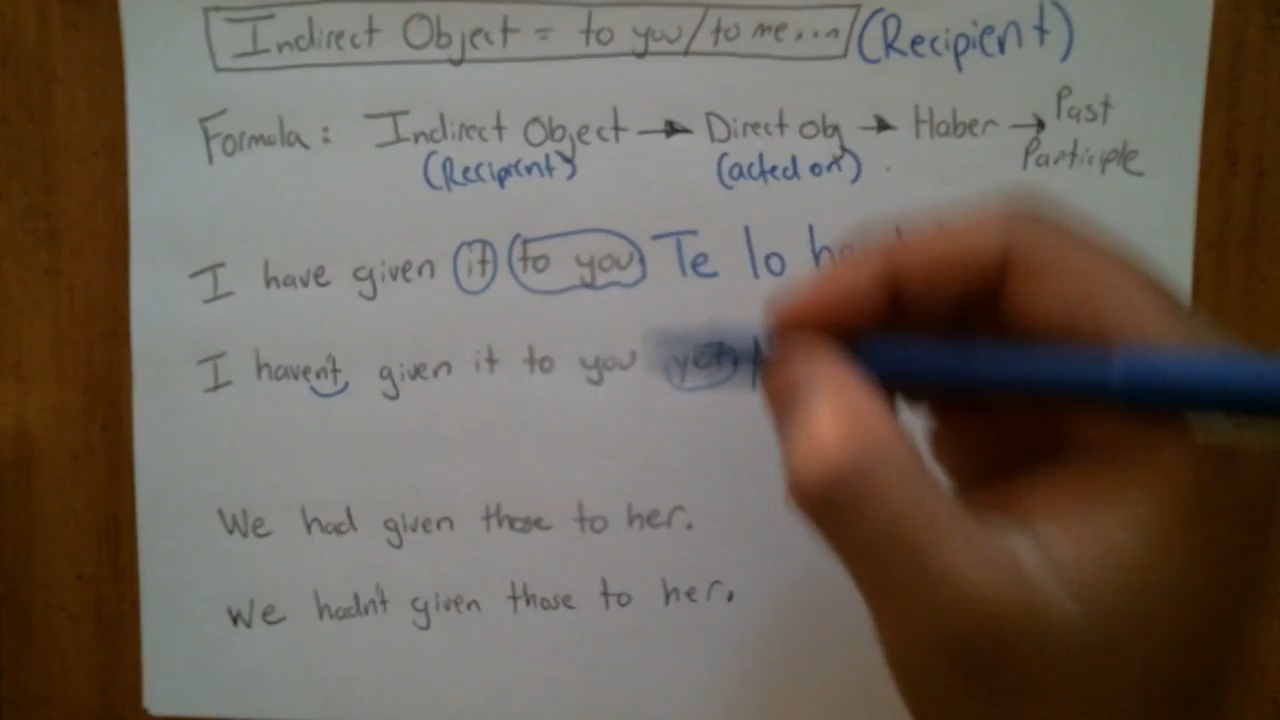 Indirect Object = to you/to me... (Recipient)
Formula: Indirect Object → Direct ob → Haber → Past Participle
(Recipient) (acted on)
I have given it to you Te lo
I haven't given it to you yet
We had given those to her.
We hadn't given those to her.